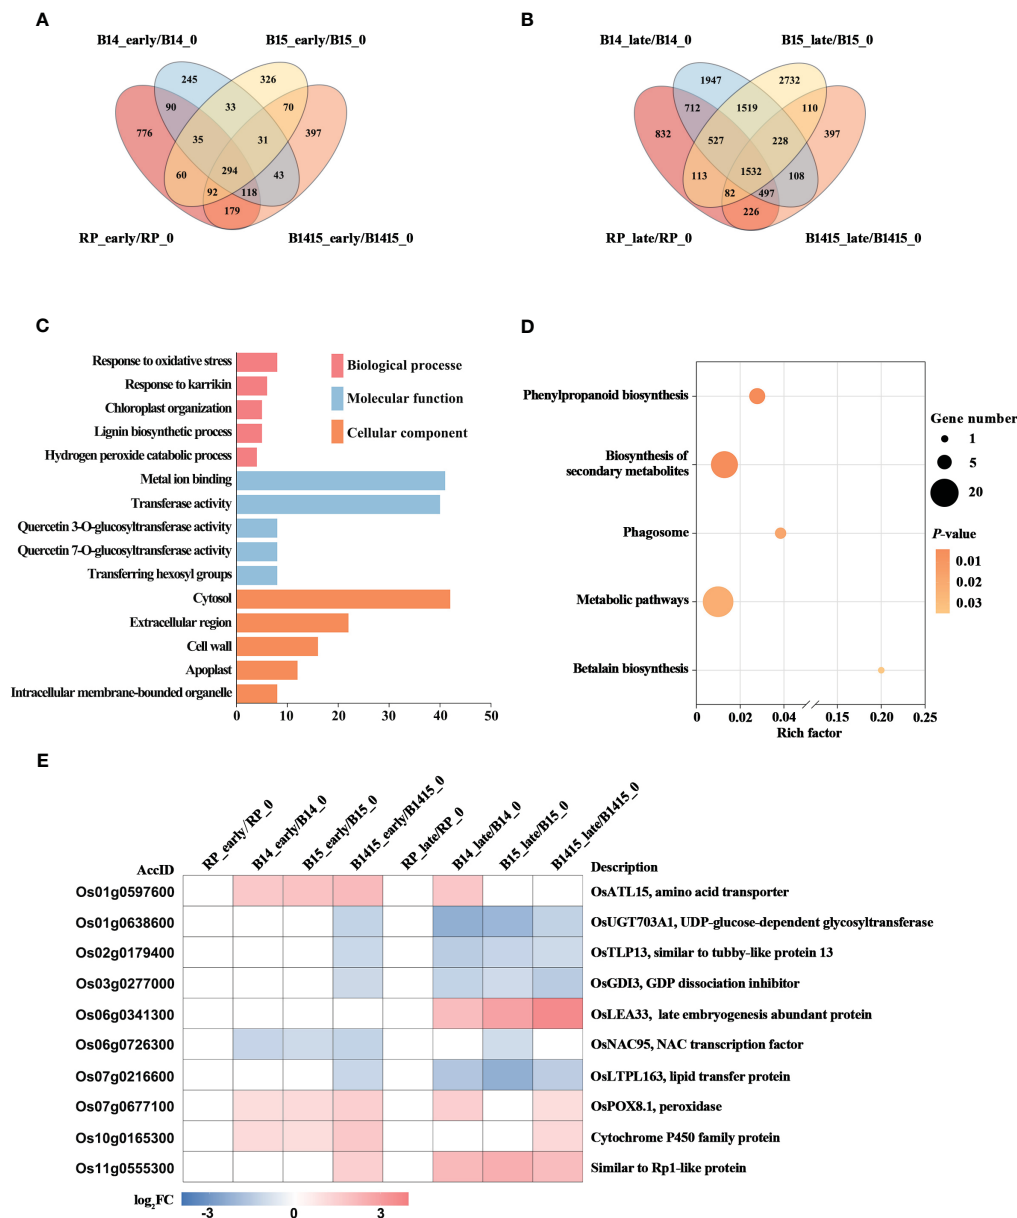 A
B
B14_early/B14_0
B15_early/B15_0
B14_late/B14_0
B15_late/B15_0
245
326
90
33
70
776
397
35
31
60
294
43
92
118
179
RP_early/RP_0
B1415_early/B1415_0
1947
2732
712
1519
110
832
397
527
228
113
1532
108
82
497
226
RP_late/RP_0
B1415_late/B1415_0
C
Response to oxidative stress
Response to karrikin
Chloroplast organization
Lignin biosynthetic process
Hydrogen peroxide catabolic process
Metal ion binding
Transferase activity
Quercetin 3-O-glucosyltransferase activity
Quercetin 7-O-glucosyltransferase activity
Transferring hexosyl groups
Cytosol
Extracellular region
Cell wall
Apoplast
Intracellular membrane-bounded organelle
0 10 20 30 40 50
Biological processe
Molecular function
Cellular component
D
Phenylpropanoid biosynthesis
Biosynthesis of
secondary metabolites
Phagosome
Metabolic pathways
Betalain biosynthesis
0 0.02 0.04 0.15 0.20 0.25
Rich factor
Gene number
1
5
20
P-value
0.01
0.02
0.03
E
RP_early/RP_0
B14_early/B14_0
B15_early/B15_0
B1415_early/B1415_0
RP_late/RP_0
B14_late/B14_0
B15_late/B15_0
B1415_late/B1415_0
AccID
Description
Os01g0597600 OsATL15, amino acid transporter
Os01g0638600 OsUGT703A1, UDP-glucose-dependent glycosyltransferase
Os02g0179400 OsTLP13, similar to tubby-like protein 13
Os03g0277000 OsGDI3, GDP dissociation inhibitor
Os06g0341300 OsLEA33, late embryogenesis abundant protein
Os06g0726300 OsNAC95, NAC transcription factor
Os07g0216600 OsLTPL163, lipid transfer protein
Os07g0677100 OsPOX8.1, peroxidase
Os10g0165300 Cytochrome P450 family protein
Os11g0555300 Similar to Rp1-like protein
log₂FC
-3 0 3